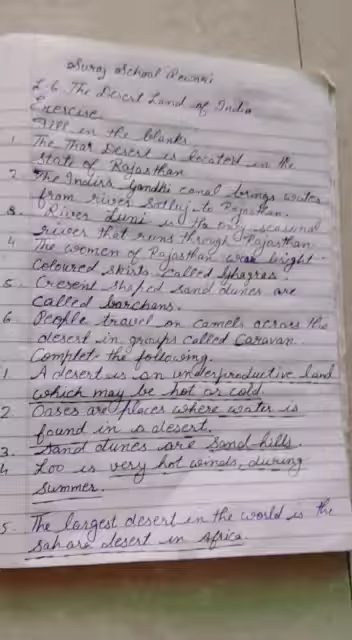 Suraj School Rewari
L-6 The Desert Land of India
Exercise
Fill in the blanks
1. The Thar Desert is located in the
state of Rajasthan
2. The Indira Gandhi canal brings water
from river Satluj to Rajasthan.
3. River Luni is the only seasonal
river that runs through Rajasthan
4 The women of Rajasthan wear bright
coloured skirts called Ghagras.
5. Cresent shaped sand dunes are
called barchans.
6. People travel on camels across the
desert in groups called Caravan.
Complet the following.
1 A desert is an underproductive land
which may be hot or cold.
2 Oases are places where water is
found in a desert.
3. Sand dunes are sand hills.
4 Loo is very hot winds, during
summer.
5. The largest desert in the world is the
Sahara desert in Africa.